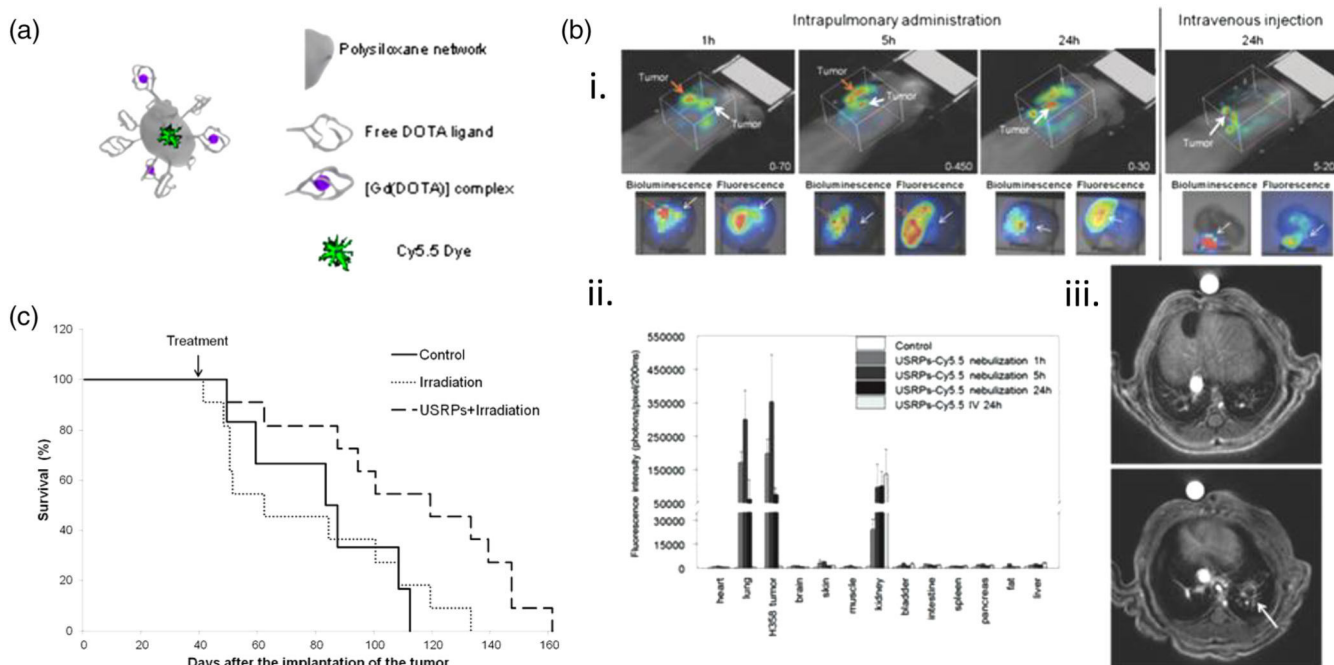 (a)
Polysiloxane network
Free DOTA ligand
[Gd(DOTA)] complex
Cy5.5 Dye
(b)
Intrapulmonary administration
Intravenous injection
1h
5h
24h
24h
i.
Tumor
Tumor
0-70
Tumor
Tumor
0-450
Tumor
0-30
Tumor
5-20
Bioluminescence
Fluorescence
Bioluminescence
Fluorescence
Bioluminescence
Fluorescence
Bioluminescence
Fluorescence
ii.
Fluorescence intensity (photons/pixel/200ms)
550000
450000
350000
250000
150000
50000
30000
15000
0
Control
USRPs-Cy5.5 nebulization 1h
USRPs-Cy5.5 nebulization 5h
USRPs-Cy5.5 nebulization 24h
USRPs-Cy5.5 IV 24h
heart
lung
H358 tumor
brain
skin
muscle
kidney
bladder
intestine
spleen
pancreas
fat
liver
iii.
(c)
Survival (%)
120
100
80
60
40
20
0
Treatment
Control
Irradiation
USRPs+Irradiation
0
20
40
60
80
100
120
140
160
Days after the implantation of the tumor